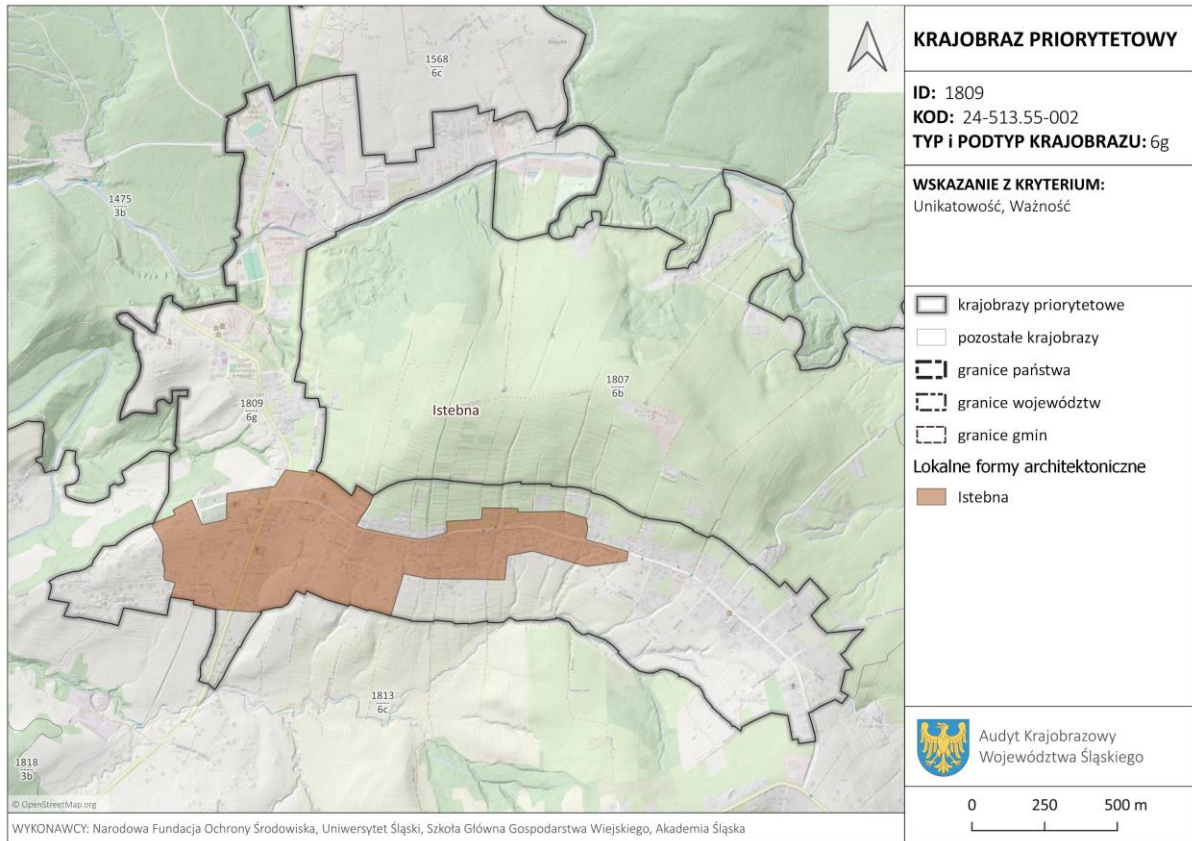 1568
6c
1475
3b
1809
6g
1807
6b
Istebna
1813
6c
1818
3b
© OpenStreetMap.org
WYKONAWCY: Narodowa Fundacja Ochrony Środowiska, Uniwersytet Śląski, Szkoła Główna Gospodarstwa Wiejskiego, Akademia Śląska
KRAJOBRAZ PRIORYTETOWY
ID: 1809
KOD: 24-513.55-002
TYP i PODTYP KRAJOBRAZU: 6g
WSKAZANIE Z KRYTERIUM:
Unikatowość, Ważność
krajobrazy priorytetowe
pozostałe krajobrazy
granice państwa
granice województw
granice gmin
Lokalne formy architektoniczne
Istebna
Audyt Krajobrazowy
Województwa Śląskiego
0 250 500 m